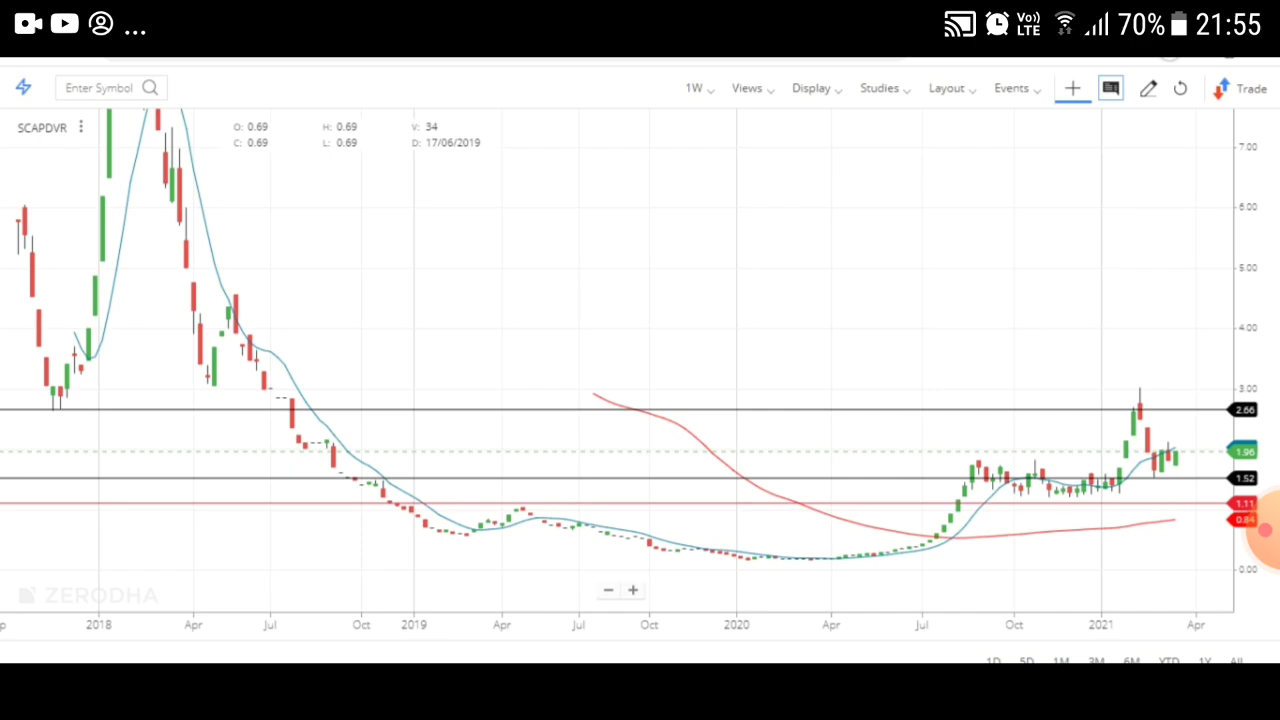 ... Vo) LTE 70% 21:55
Enter Symbol 1W Views Display Studies Layout Events Trade
SCAPDVR O: 0.69 H: 0.69 V: 34
C: 0.69 L: 0.69 D: 17/06/2019
7.00
6.00
5.00
4.00
3.00
2.66
1.96
1.52
1.11
0.84
0.00
− +
ZERODHA
2018 Apr Jul Oct 2019 Apr Jul Oct 2020 Apr Jul Oct 2021 Apr
1D 5D 1M 3M 6M YTD 1Y All